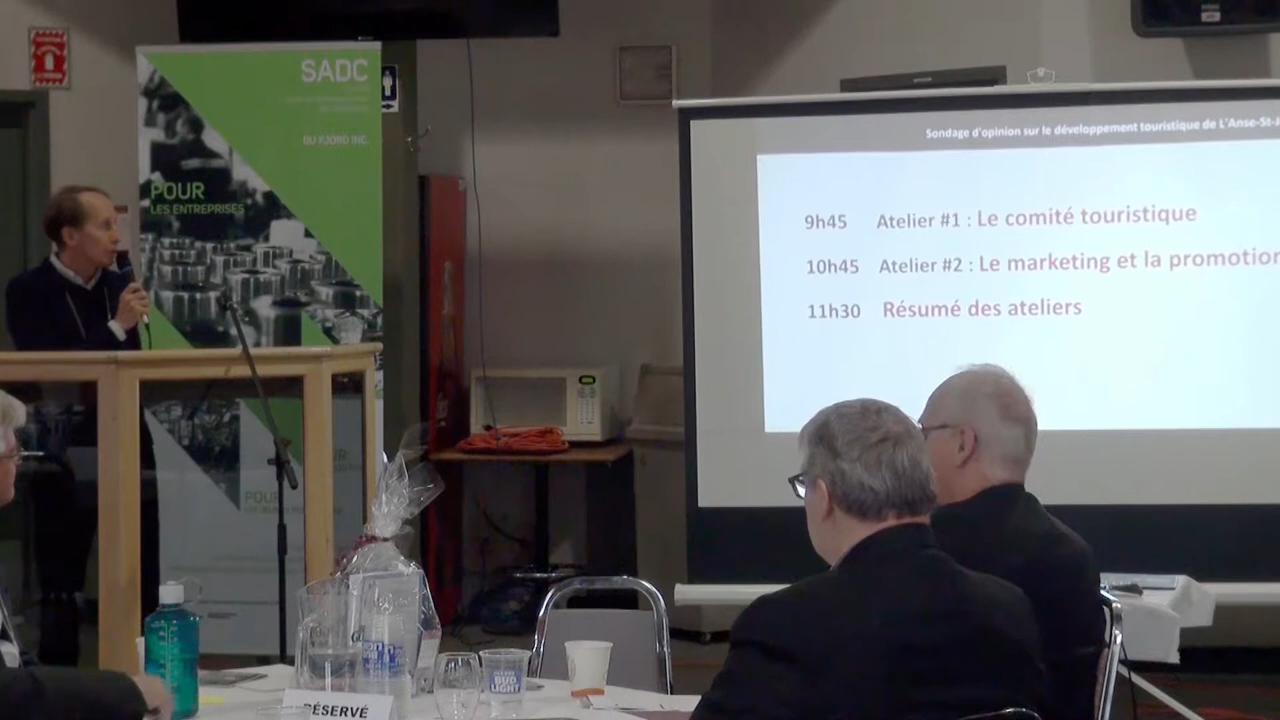 SADC
DU FJORD INC.
POUR
LES ENTREPRISES
Sondage d'opinion sur le développement touristique de L'Anse-St-J
9h45 Atelier #1 : Le comité touristique
10h45 Atelier #2 : Le marketing et la promotion
11h30 Résumé des ateliers
POUR
BUD
LIGHT
RÉSERVÉ